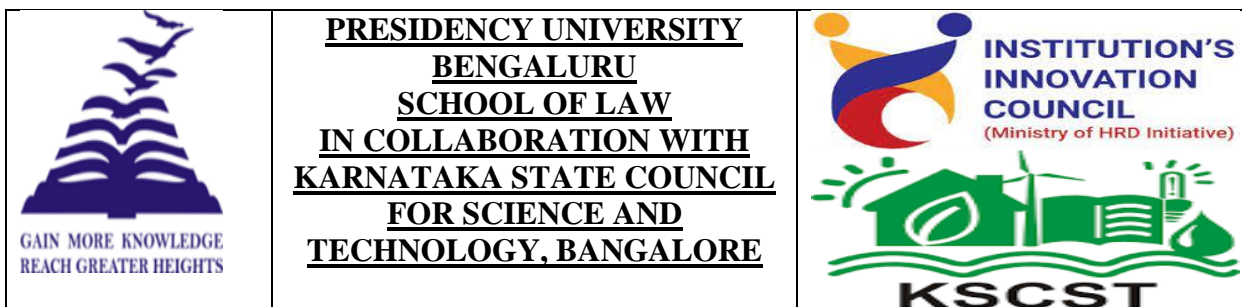 GAIN MORE KNOWLEDGE
REACH GREATER HEIGHTS
PRESIDENCY UNIVERSITY
BENGALURU
SCHOOL OF LAW
IN COLLABORATION WITH
KARNATAKA STATE COUNCIL
FOR SCIENCE AND
TECHNOLOGY, BANGALORE
INSTITUTION'S
INNOVATION
COUNCIL
(Ministry of HRD Initiative)
KSCST